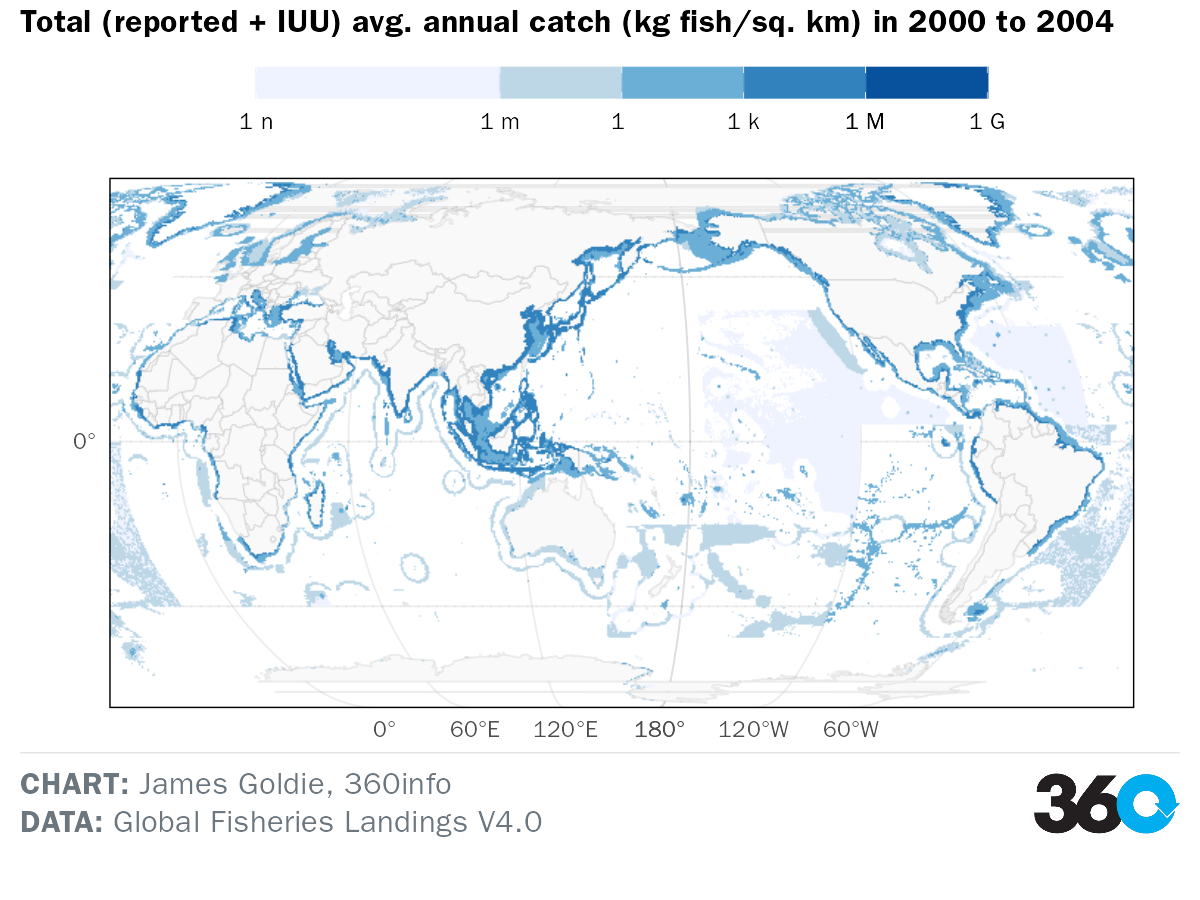 Total (reported + IUU) avg. annual catch (kg fish/sq. km) in 2000 to 2004
1 n 1 m 1 1 k 1 M 1 G
0°
0° 60°E 120°E 180° 120°W 60°W
CHART: James Goldie, 360info
DATA: Global Fisheries Landings V4.0
360